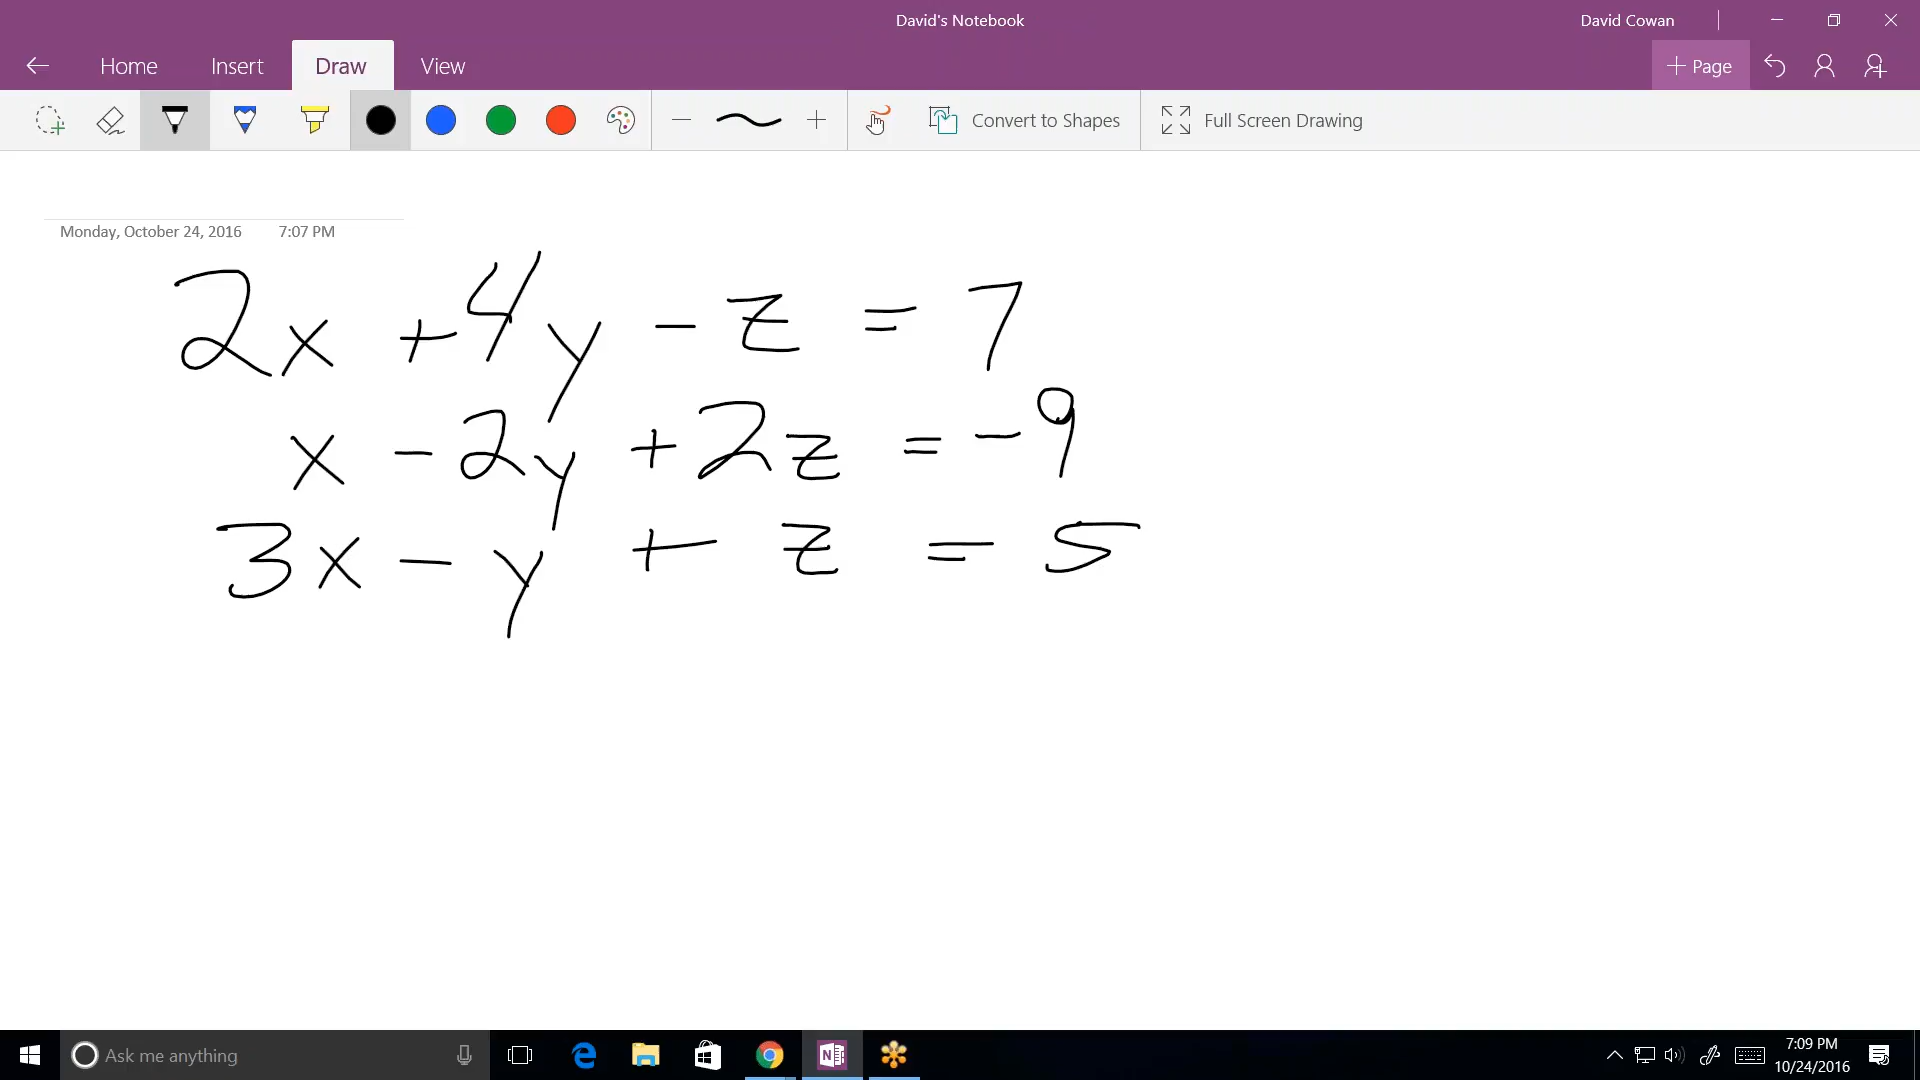 David's Notebook
David Cowan
Home Insert Draw View
+ Page
Convert to Shapes
Full Screen Drawing
Monday, October 24, 2016 7:07 PM
2x + 4y - z = 7
x - 2y + 2z = -9
3x - y + z = 5
Ask me anything
7:09 PM
10/24/2016